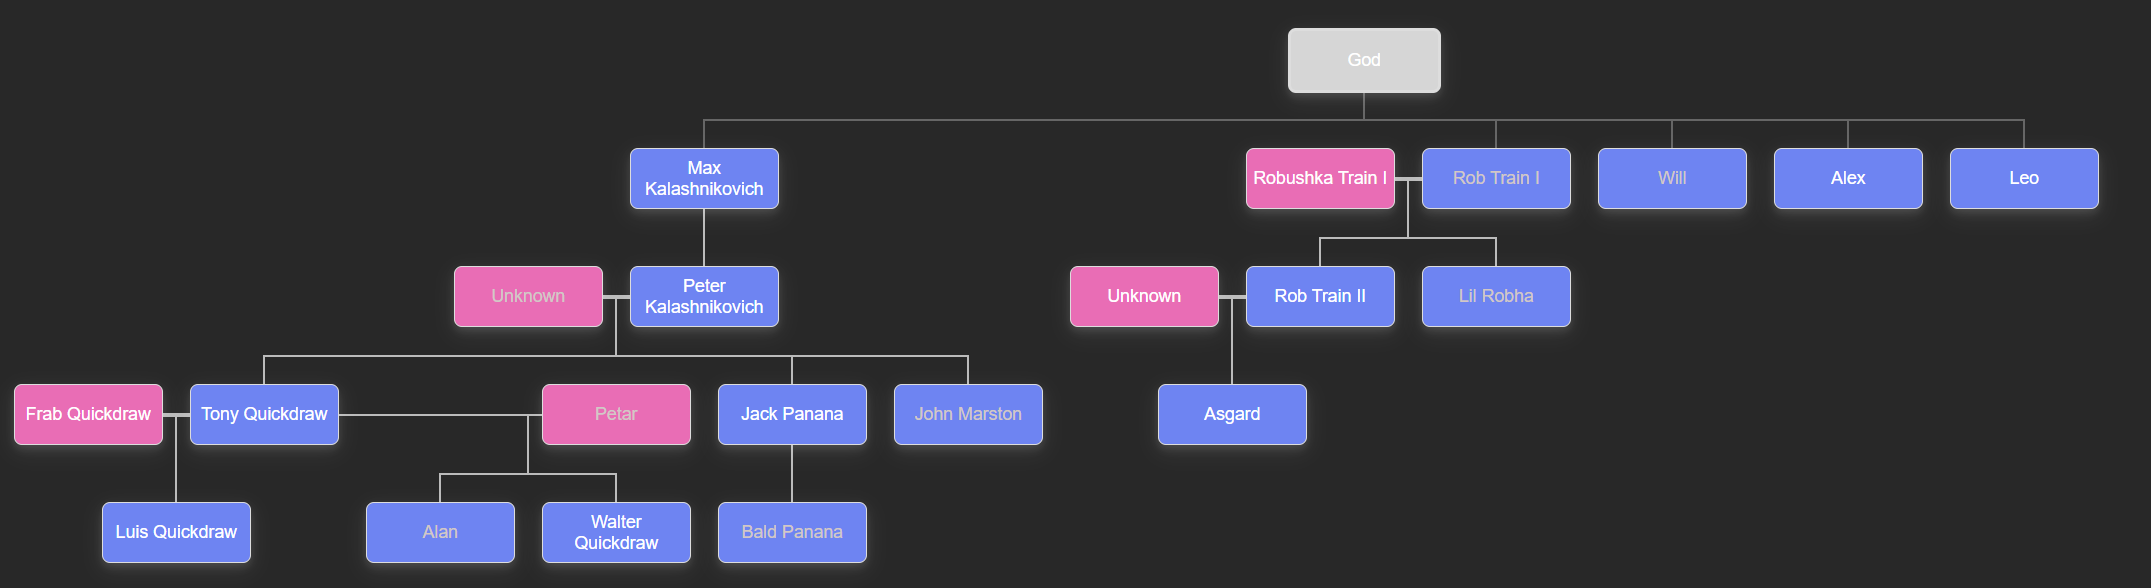 God
Max
Kalashnikovich
Robushka Train I
Rob Train I
Will
Alex
Leo
Unknown
Peter
Kalashnikovich
Unknown
Rob Train II
Lil Robha
Frab Quickdraw
Tony Quickdraw
Petar
Jack Panana
John Marston
Asgard
Luis Quickdraw
Alan
Walter
Quickdraw
Bald Panana